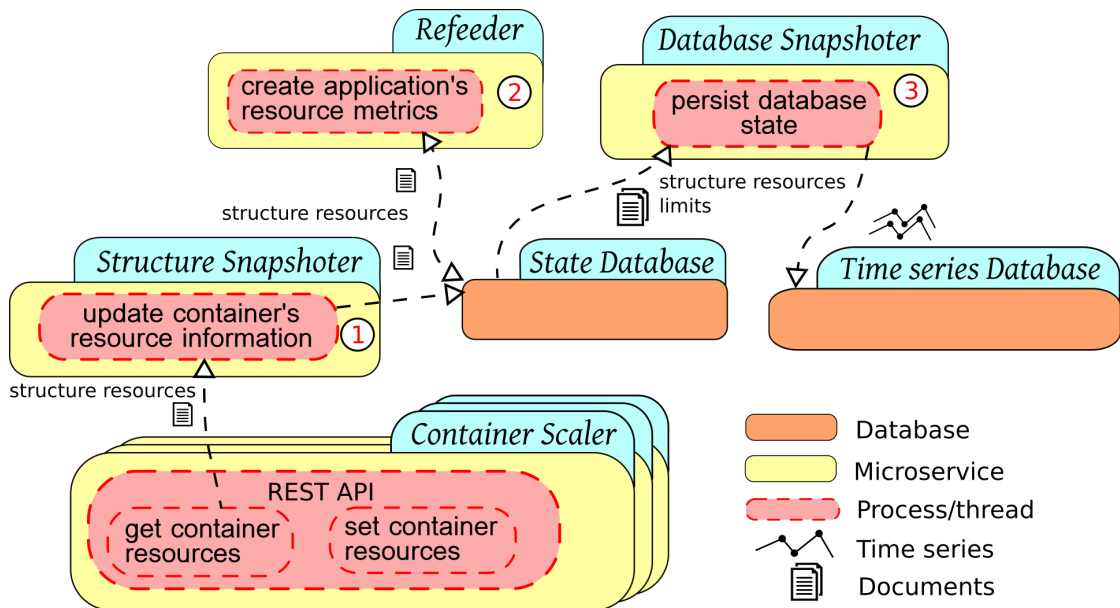 Refeeder
create application's
resource metrics
2
Database Snapshoter
persist database
state
3
structure resources
structure resources
limits
Structure Snapshoter
update container's
resource information
1
State Database
Time series Database
structure resources
Container Scaler
REST API
get container
resources
set container
resources
Database
Microservice
Process/thread
Time series
Documents